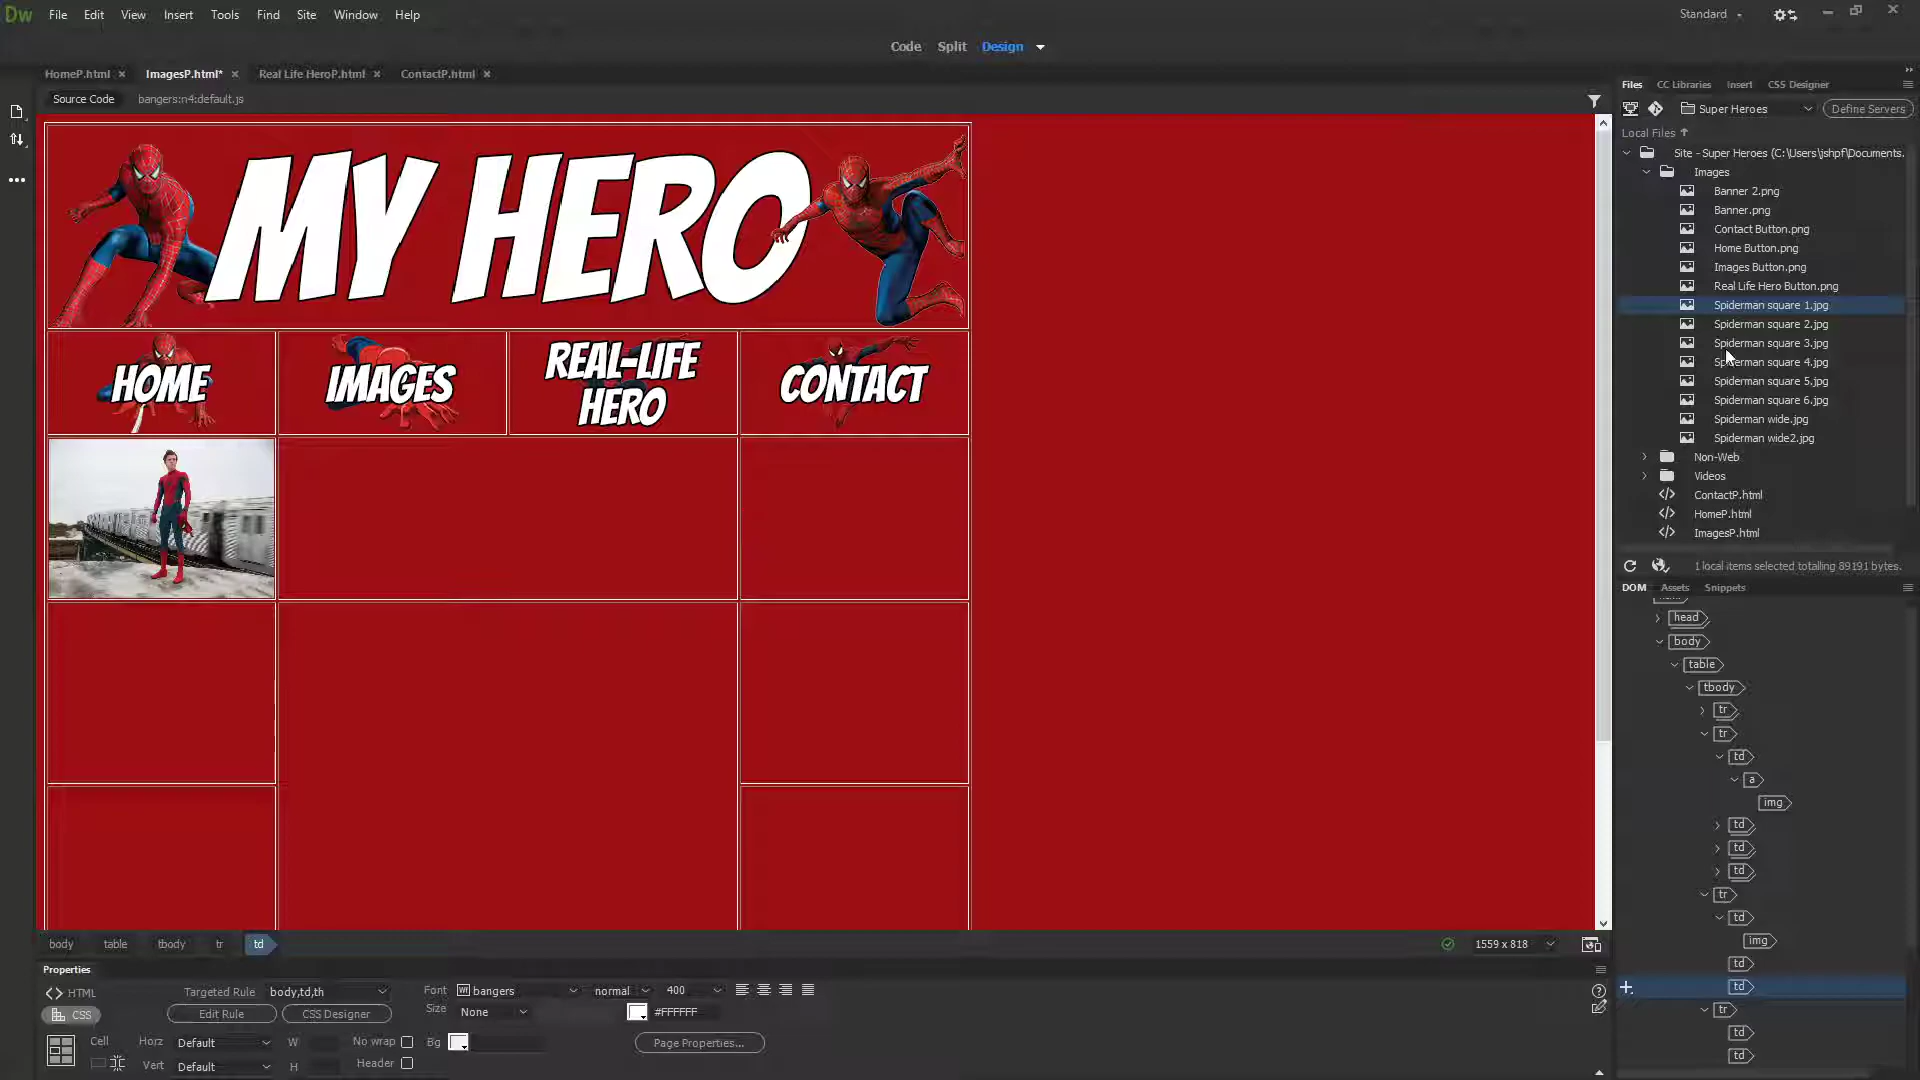 Dw File Edit View Insert Tools Find Site Window Help Standard
Code Split Design
HomeP.html ImagesP.html* Real Life HeroP.html ContactP.html
Source Code bangers:n4:default.js
MY HERO
HOME IMAGES REAL-LIFE HERO CONTACT
body table tbody tr td 1559 x 818
Properties
HTML Targeted Rule body,td,th Font bangers normal 400
CSS Edit Rule CSS Designer Size None #FFFFFF
Cell Horz Default W No wrap Bg Page Properties...
Vert Default H Header
Files CC Libraries Insert CSS Designer
Super Heroes Define Servers
Local Files
Site - Super Heroes (C:\Users\jshpf\Documents.
Images
Banner 2.png
Banner.png
Contact Button.png
Home Button.png
Images Button.png
Real Life Hero Button.png
Spiderman square 1.jpg
Spiderman square 2.jpg
Spiderman square 3.jpg
Spiderman square 4.jpg
Spiderman square 5.jpg
Spiderman square 6.jpg
Spiderman wide.jpg
Spiderman wide2.jpg
Non-Web
Videos
ContactP.html
HomeP.html
ImagesP.html
1 local items selected totalling 89191 bytes.
DOM Assets Snippets
head
body
table
tbody
tr
tr
td
a
img
td
td
td
tr
td
img
td
td
tr
td
td